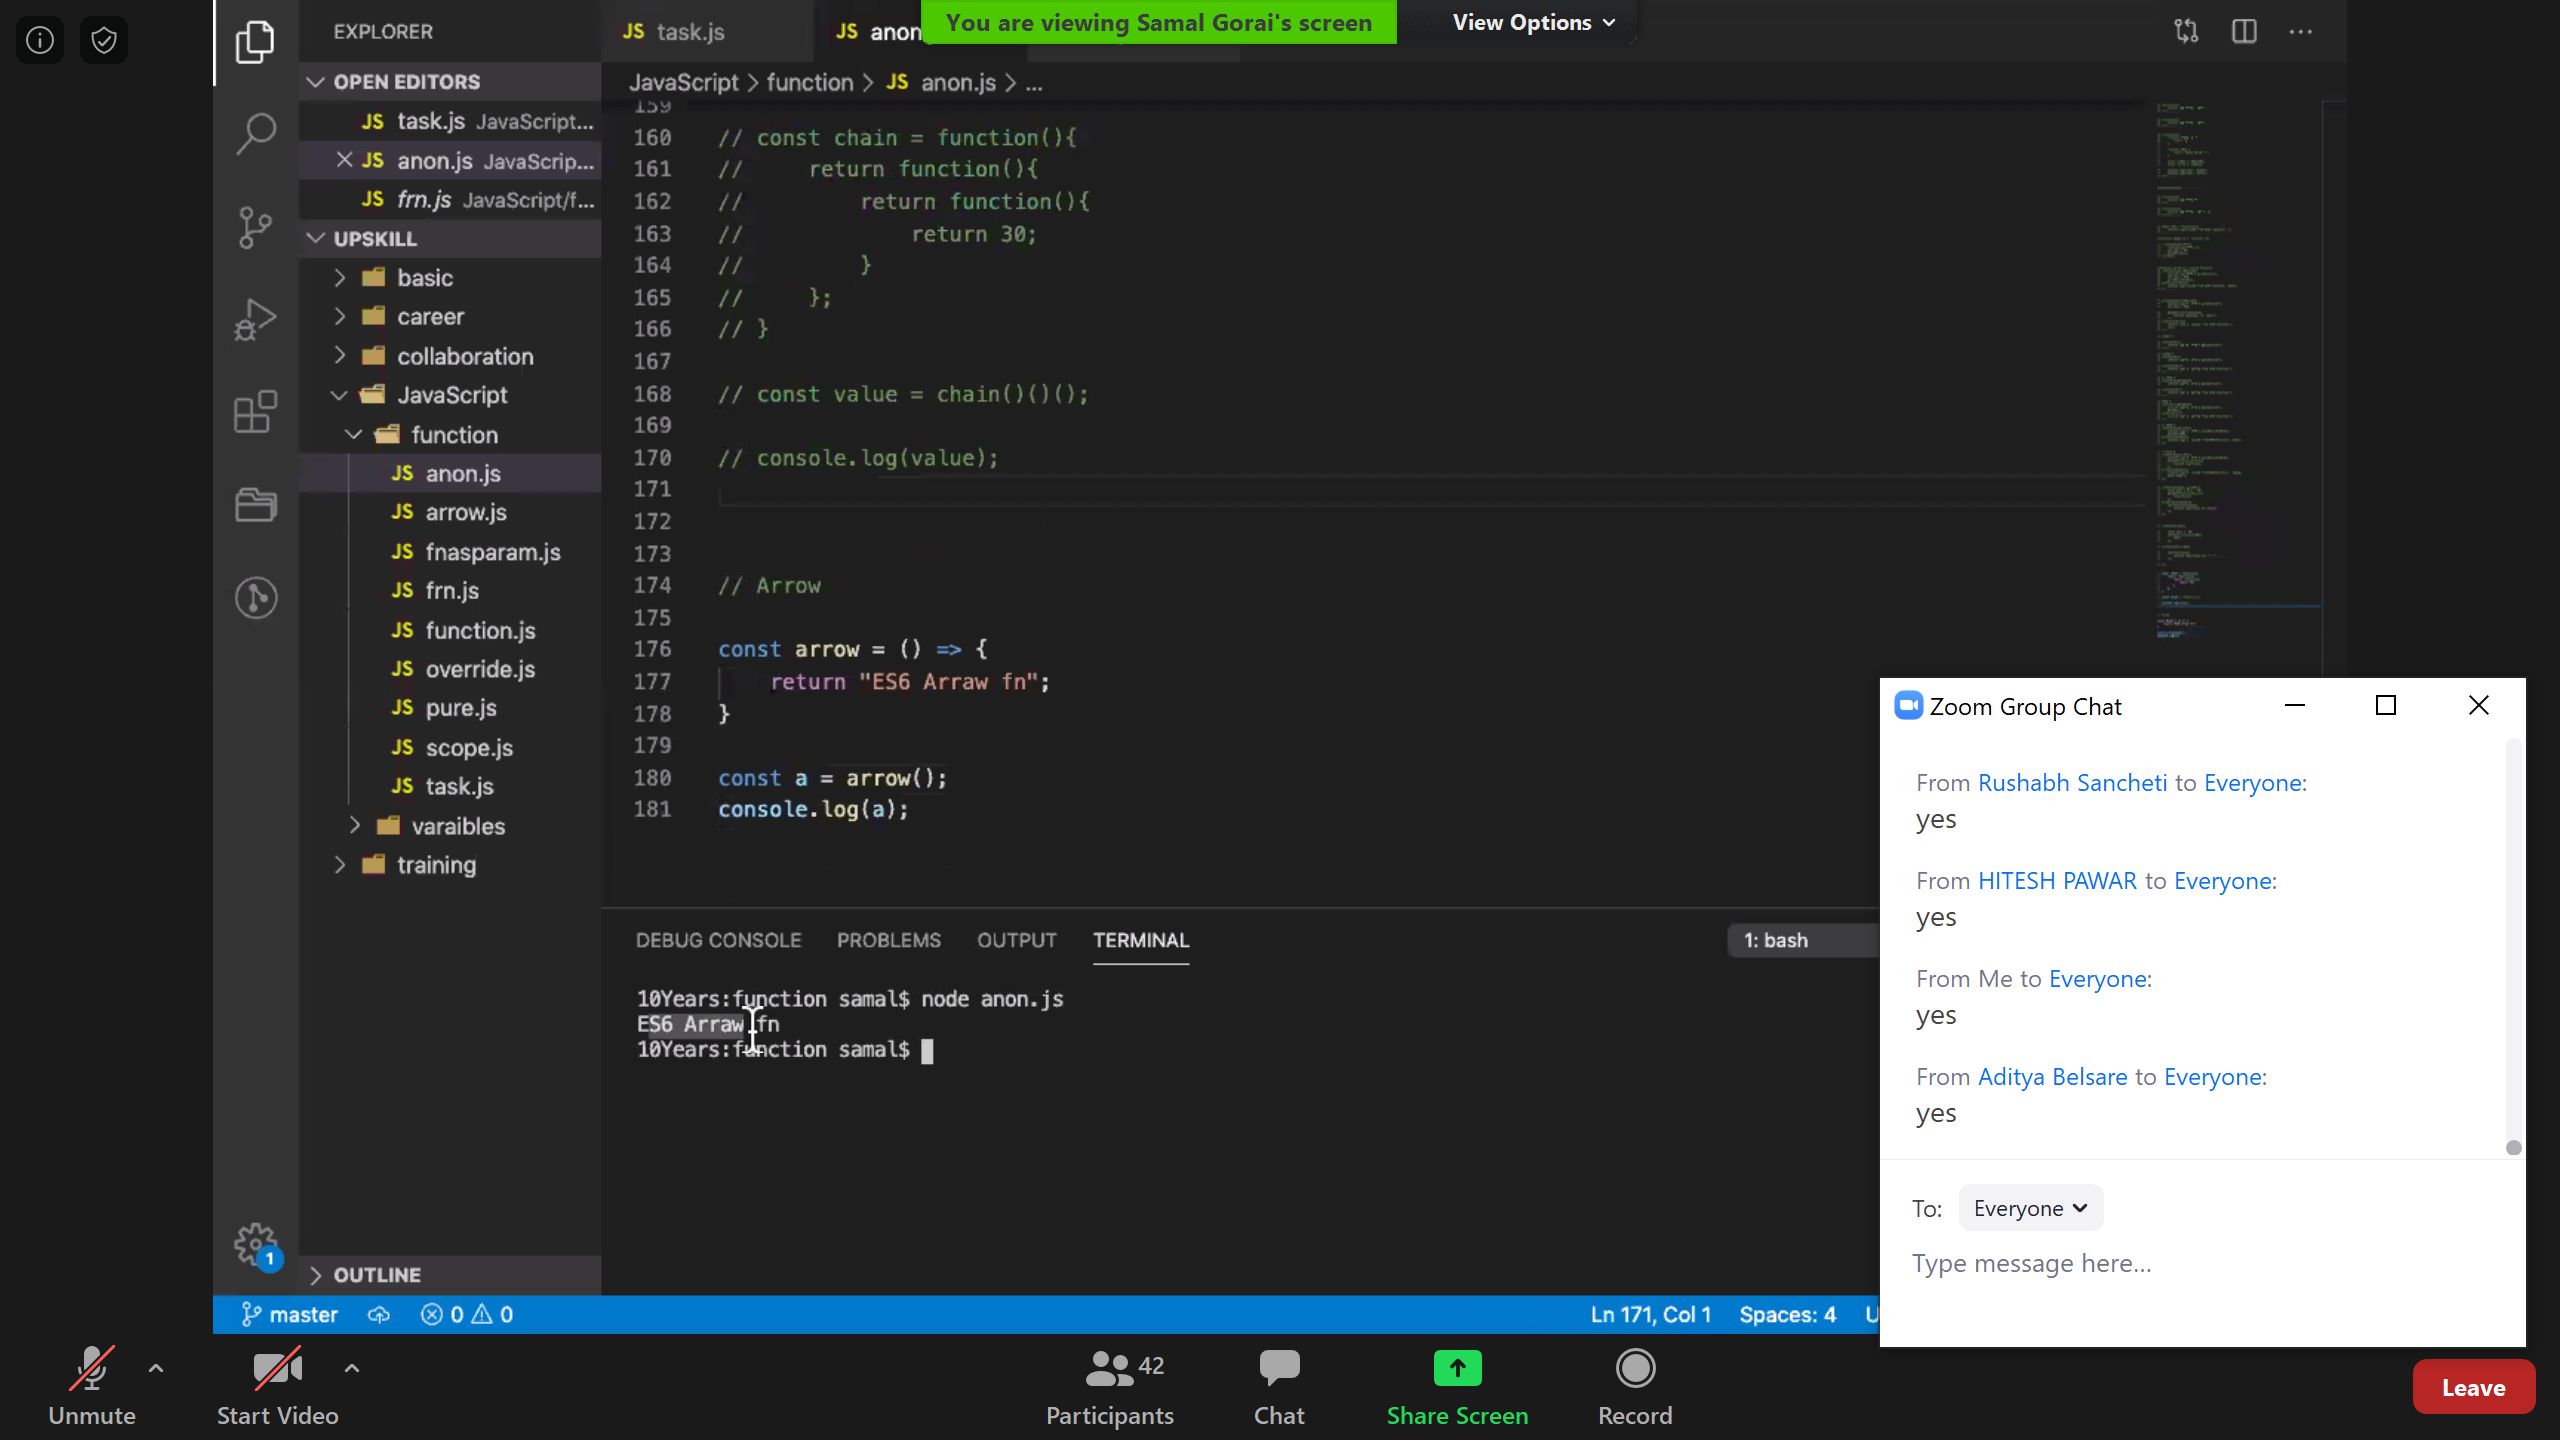 You are viewing Samal Gorai's screen
View Options
EXPLORER
OPEN EDITORS
JS task.js JavaScript...
JS anon.js JavaScrip...
JS frn.js JavaScript/f...
UPSKILL
basic
career
collaboration
JavaScript
function
JS anon.js
JS arrow.js
JS fnasparam.js
JS frn.js
JS function.js
JS override.js
JS pure.js
JS scope.js
JS task.js
varaibles
training
OUTLINE
JS task.js
JS anon
JavaScript > function > JS anon.js > ...
159
160 // const chain = function(){
161 //     return function(){
162 //         return function(){
163 //             return 30;
164 //         }
165 //     };
166 // }
167
168 // const value = chain()()();
169
170 // console.log(value);
171
172
173
174 // Arrow
175
176 const arrow = () => {
177     return "ES6 Arraw fn";
178 }
179
180 const a = arrow();
181 console.log(a);
DEBUG CONSOLE PROBLEMS OUTPUT TERMINAL
1: bash
10Years:function samal$ node anon.js
ES6 Arraw fn
10Years:function samal$
1
master 0 0
Ln 171, Col 1 Spaces: 4 U
Zoom Group Chat
From Rushabh Sancheti to Everyone:
yes
From HITESH PAWAR to Everyone:
yes
From Me to Everyone:
yes
From Aditya Belsare to Everyone:
yes
To: Everyone
Type message here...
Unmute
Start Video
42
Participants
Chat
Share Screen
Record
Leave